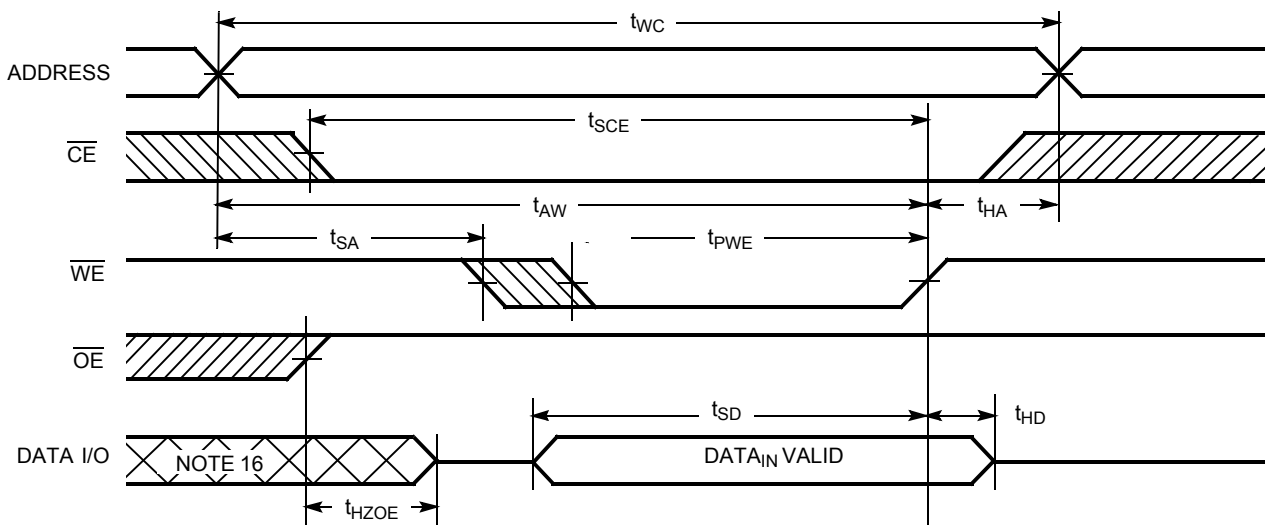 tWC
ADDRESS
tSCE
CE
tAW
tHA
tSA
tPWE
WE
OE
tSD
tHD
DATA I/O
NOTE 16
DATAIN VALID
tHZOE